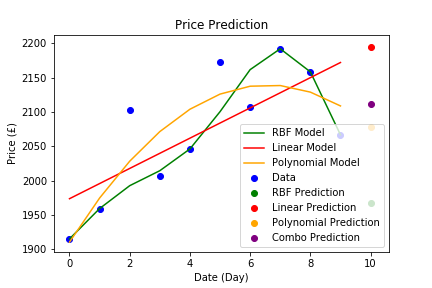 Price Prediction
Price (£)
2200
2150
2100
2050
2000
1950
1900
0
2
4
6
8
10
Date (Day)
RBF Model
Linear Model
Polynomial Model
Data
RBF Prediction
Linear Prediction
Polynomial Prediction
Combo Prediction